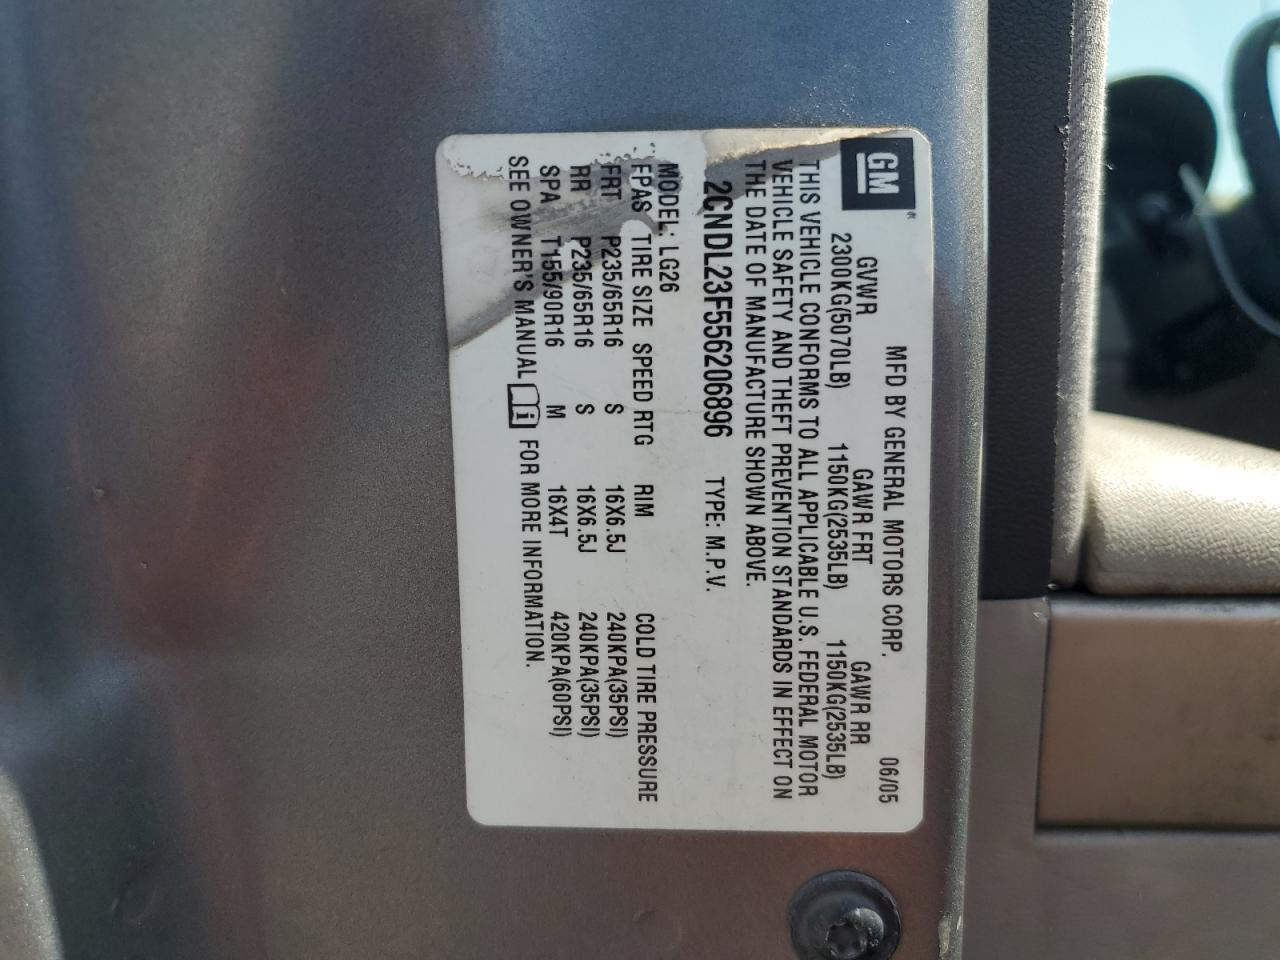 GM
MFD BY GENERAL MOTORS CORP. 06/05
GVWR GAWR FRT GAWR RR
2300KG(5070LB) 1150KG(2535LB) 1150KG(2535LB)
THIS VEHICLE CONFORMS TO ALL APPLICABLE U.S. FEDERAL MOTOR
VEHICLE SAFETY AND THEFT PREVENTION STANDARDS IN EFFECT ON
THE DATE OF MANUFACTURE SHOWN ABOVE.
2CNDL23F556206896 TYPE: M.P.V.
MODEL: LG26
FPAS TIRE SIZE SPEED RTG RIM COLD TIRE PRESSURE
FRT P235/65R16 S 16X6.5J 240KPA(35PSI)
RR P235/65R16 S 16X6.5J 240KPA(35PSI)
SPA T155/90R16 M 16X4T 420KPA(60PSI)
SEE OWNER'S MANUAL i FOR MORE INFORMATION.